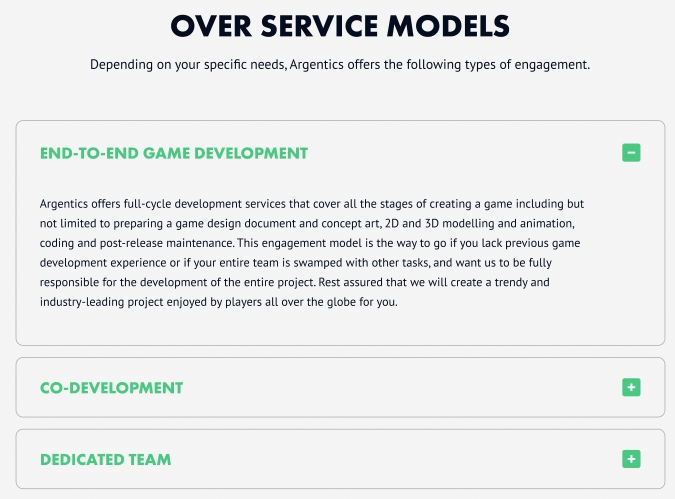 OVER SERVICE MODELS
Depending on your specific needs, Argentics offers the following types of engagement.
END-TO-END GAME DEVELOPMENT
Argentics offers full-cycle development services that cover all the stages of creating a game including but
not limited to preparing a game design document and concept art, 2D and 3D modelling and animation,
coding and post-release maintenance. This engagement model is the way to go if you lack previous game
development experience or if your entire team is swamped with other tasks, and want us to be fully
responsible for the development of the entire project. Rest assured that we will create a trendy and
industry-leading project enjoyed by players all over the globe for you.
CO-DEVELOPMENT
DEDICATED TEAM